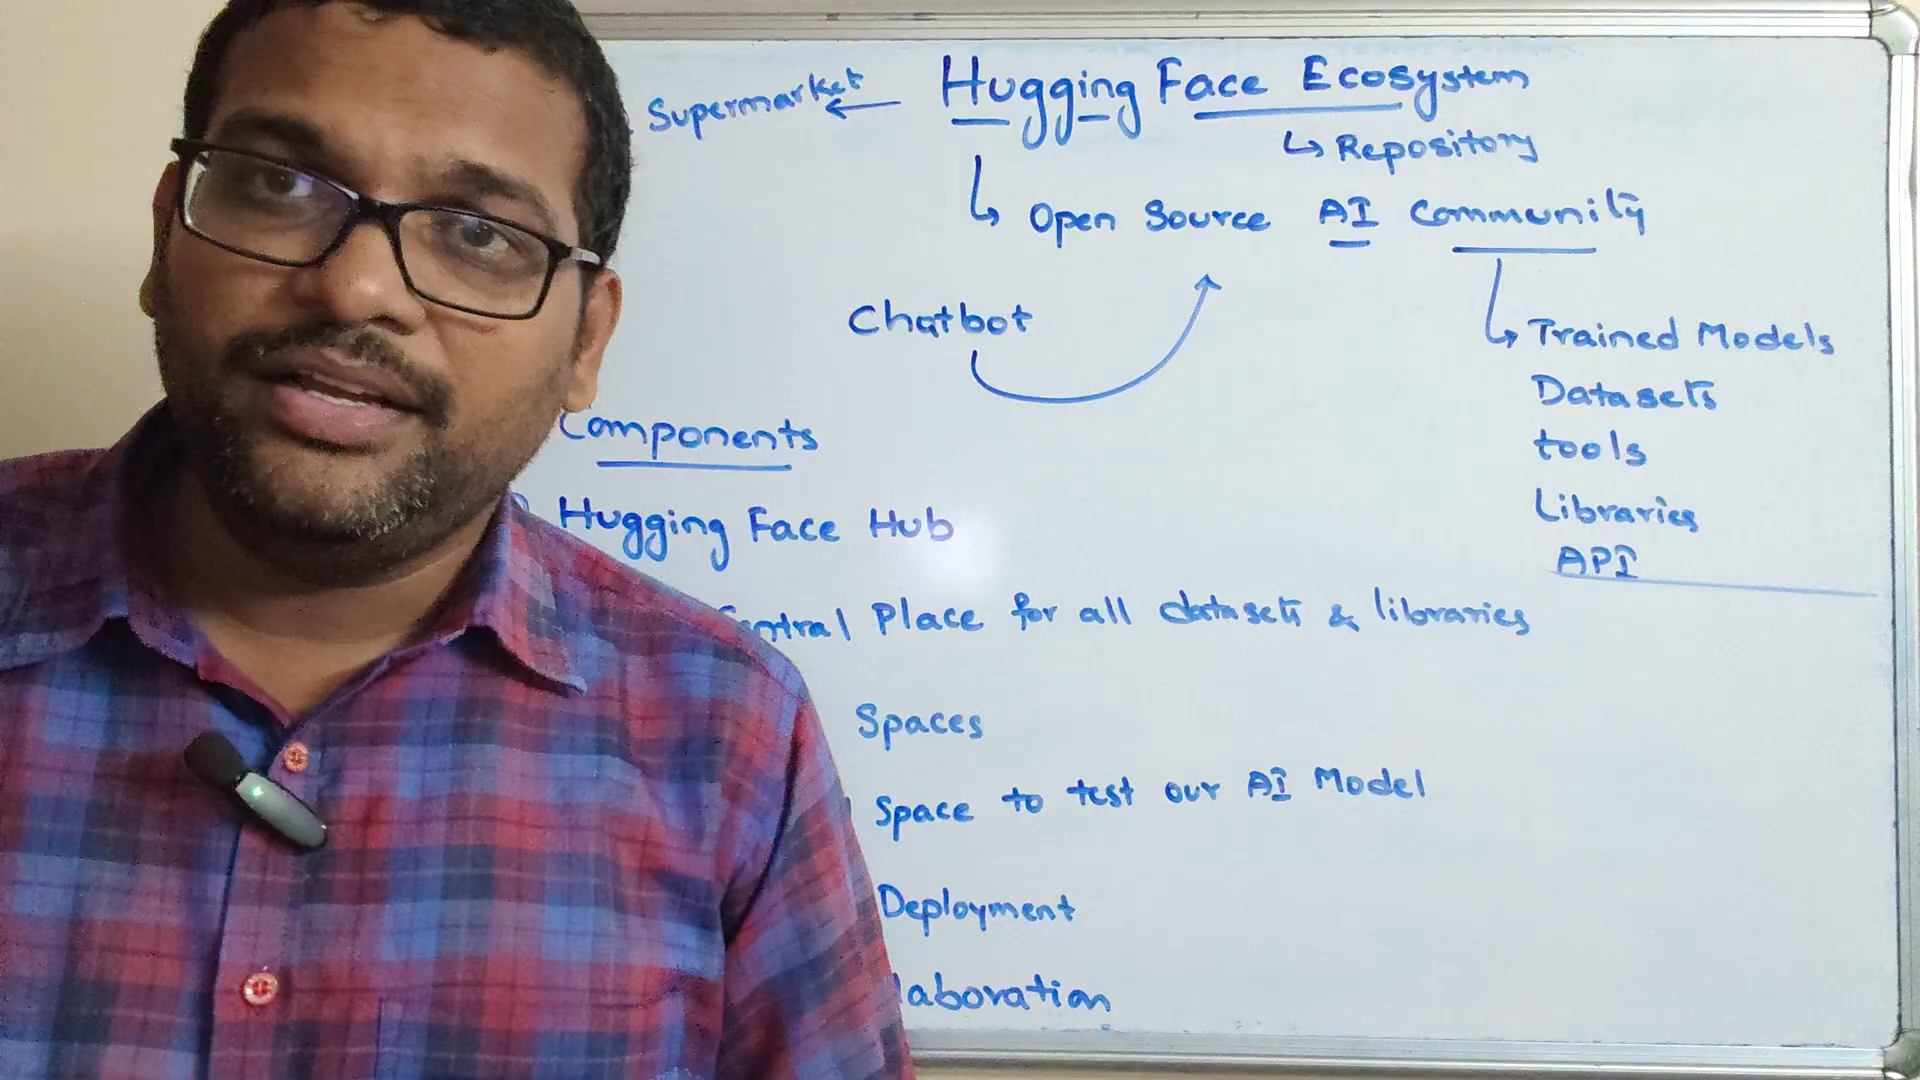 Supermarket ← Hugging Face Ecosystem
↳ Repository
↳ Open Source AI Community
Chatbot
↳ Trained Models
Datasets
tools
Libraries
API
Components
Hugging Face Hub
entral Place for all datasets & libraries
Spaces
Space to test our AI Model
Deployment
laboration